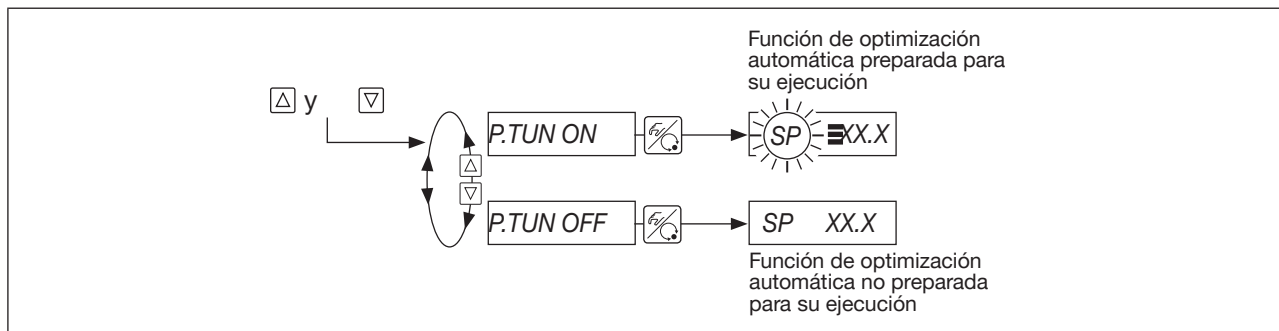 Función de optimización
automática preparada para
su ejecución
y
P.TUN ON
SP XX.X
P.TUN OFF
SP XX.X
Función de optimización
automática no preparada
para su ejecución